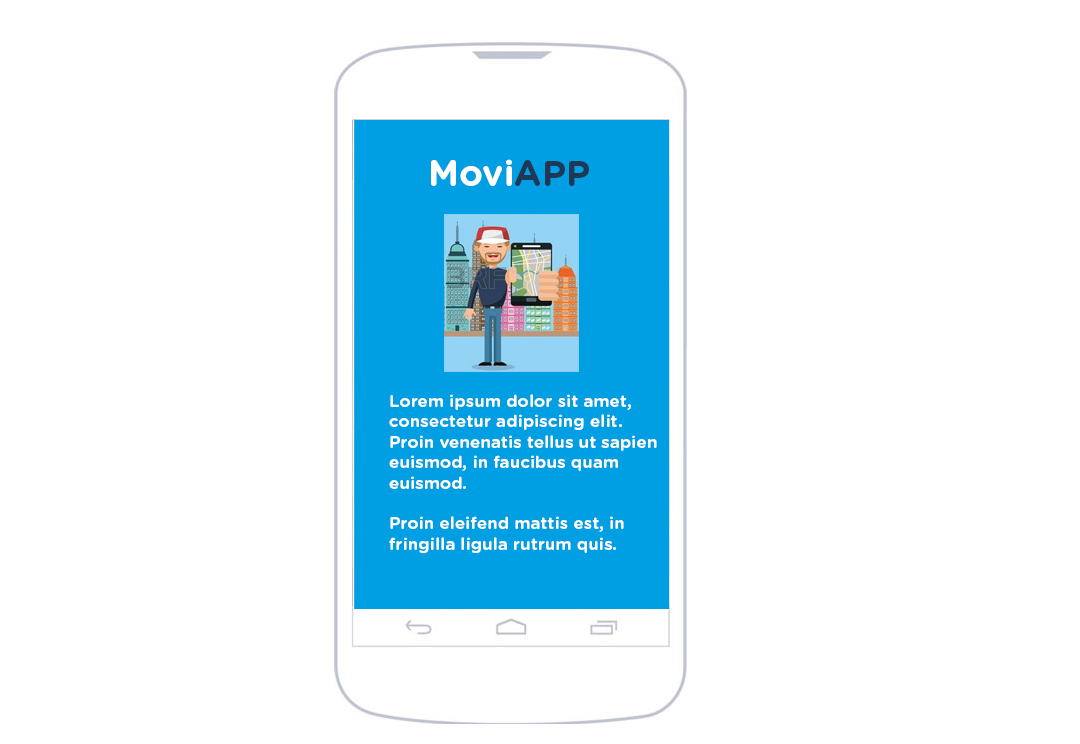 MoviAPP
Lorem ipsum dolor sit amet,
consectetur adipiscing elit.
Proin venenatis tellus ut sapien
euismod, in faucibus quam
euismod.
Proin eleifend mattis est, in
fringilla ligula rutrum quis.